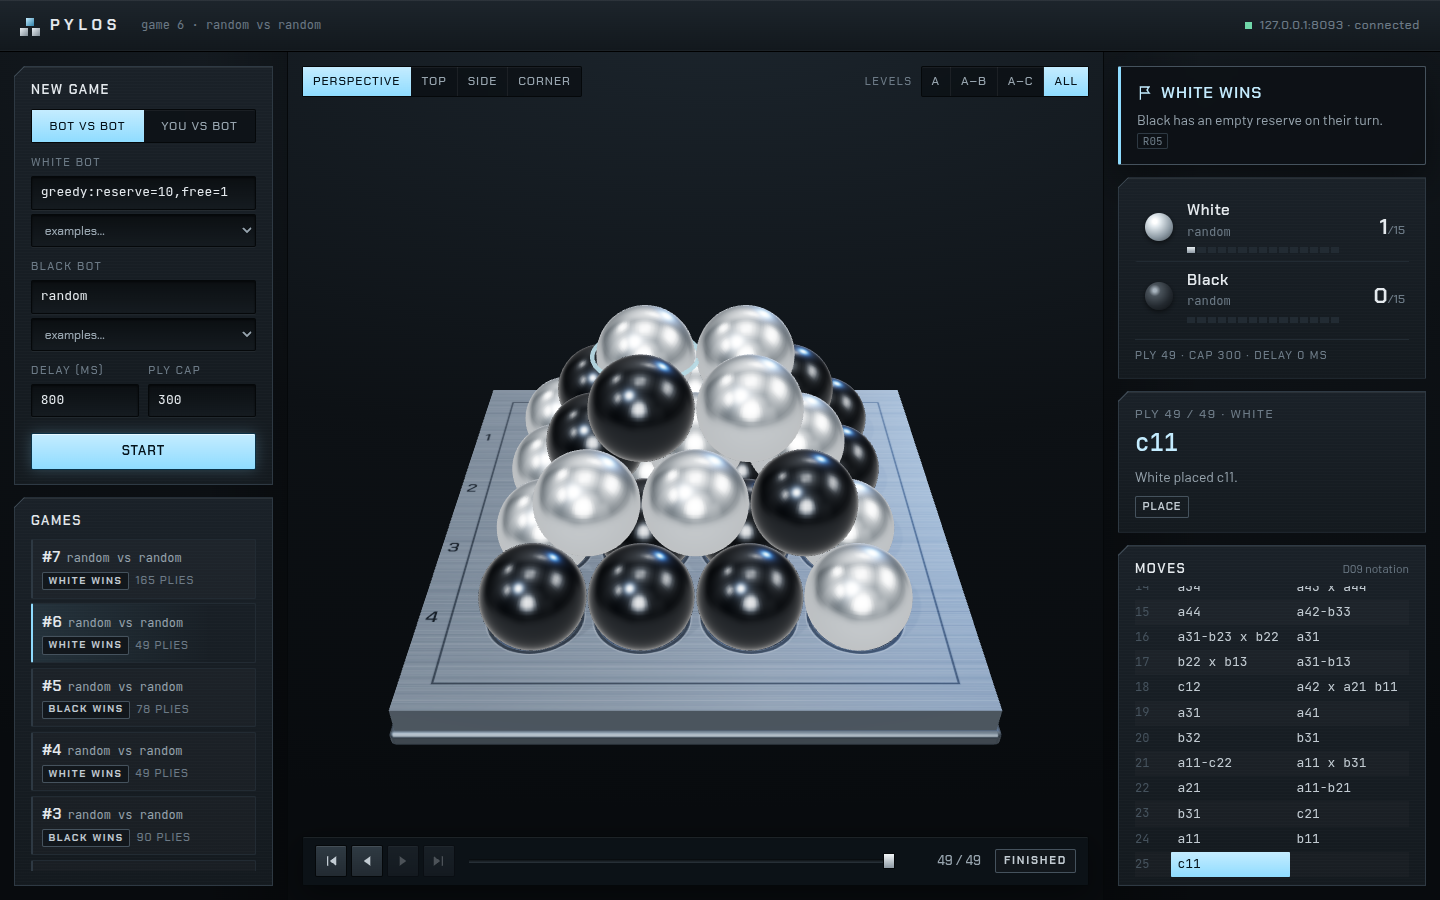 PYLOS
game 6 · random vs random
127.0.0.1:8093 · connected
NEW GAME
BOT VS BOT
YOU VS BOT
WHITE BOT
greedy:reserve=10,free=1
examples...
BLACK BOT
random
examples...
DELAY (MS)
PLY CAP
800
300
START
GAMES
#7 random vs random
WHITE WINS 165 PLIES
#6 random vs random
WHITE WINS 49 PLIES
#5 random vs random
BLACK WINS 78 PLIES
#4 random vs random
WHITE WINS 49 PLIES
#3 random vs random
BLACK WINS 90 PLIES
PERSPECTIVE TOP SIDE CORNER
LEVELS A A–B A–C ALL
1
2
3
4
49 / 49 FINISHED
WHITE WINS
Black has an empty reserve on their turn.
R05
White
random
1/15
Black
random
0/15
PLY 49 · CAP 300 · DELAY 0 MS
PLY 49 / 49 · WHITE
c11
White placed c11.
PLACE
MOVES
D09 notation
14 a34 a43 x a44
15 a44 a42-b33
16 a31-b23 x b22 a31
17 b22 x b13 a31-b13
18 c12 a42 x a21 b11
19 a31 a41
20 b32 b31
21 a11-c22 a11 x b31
22 a21 a11-b21
23 b31 c21
24 a11 b11
25 c11